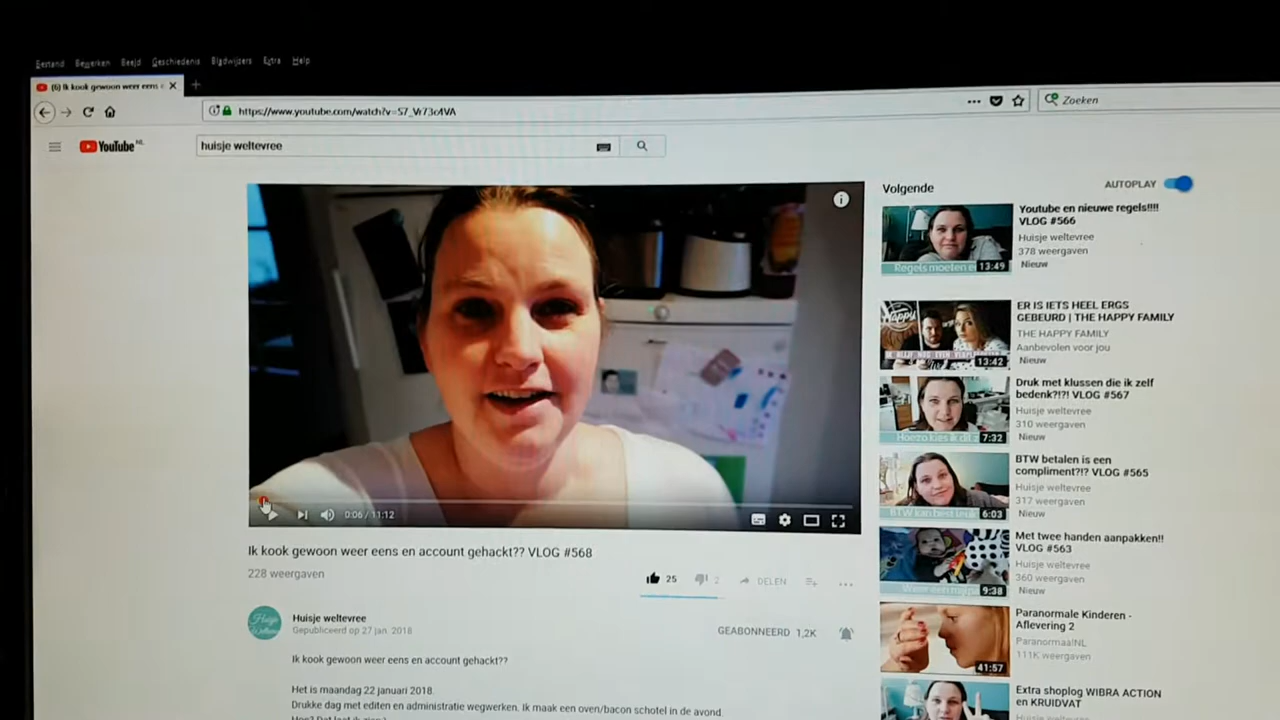 Bestand Bewerken Beeld Geschiedenis Bladwijzers Extra Help
(6) Ik kook gewoon weer eens
https://www.youtube.com/watch?v=
Zoeken
YouTube NL
huisje weltevree
Volgende
AUTOPLAY
Youtube en nieuwe regels!!!!
VLOG #566
Huisje weltevree
378 weergaven
Nieuw
Regels moeten e
13:49
ER IS IETS HEEL ERGS
GEBEURD | THE HAPPY FAMILY
THE HAPPY FAMILY
Aanbevolen voor jou
Nieuw
Happy
13:42
Druk met klussen die ik zelf
bedenk?!?! VLOG #567
Huisje weltevree
310 weergaven
Nieuw
Hoezo kies ik dit z
7:32
BTW betalen is een
compliment?!? VLOG #565
Huisje weltevree
317 weergaven
Nieuw
6:03
Met twee handen aanpakken!!
VLOG #563
Huisje weltevree
360 weergaven
Nieuw
9:38
Paranormale Kinderen -
Aflevering 2
ParanormaalNL
111K weergaven
41:57
Extra shoplog WIBRA ACTION
en KRUIDVAT
0:06 / 11:12
Ik kook gewoon weer eens en account gehackt?? VLOG #568
228 weergaven
25
2
DELEN
Huisje weltevree
Gepubliceerd op 27 jan. 2018
GEABONNEERD 1,2K
Ik kook gewoon weer eens en account gehackt??
Het is maandag 22 januari 2018.
Drukke dag met editen en administratie wegwerken. Ik maak een oven/bacon schotel in de avond.